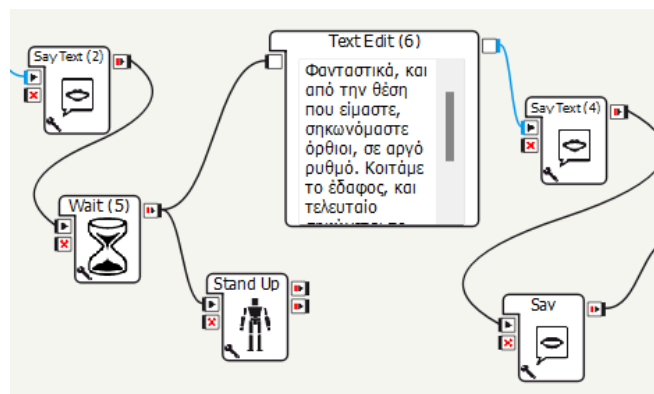 Say Text (2)
Text Edit (6)
Φανταστικά, και
από την θέση
που είμαστε,
σηκωνόμαστε
όρθιοι, σε αργό
ρυθμό. Κοιτάμε
το έδαφος, και
τελευταίο
Say Text (4)
Wait (5)
Stand Up
Say